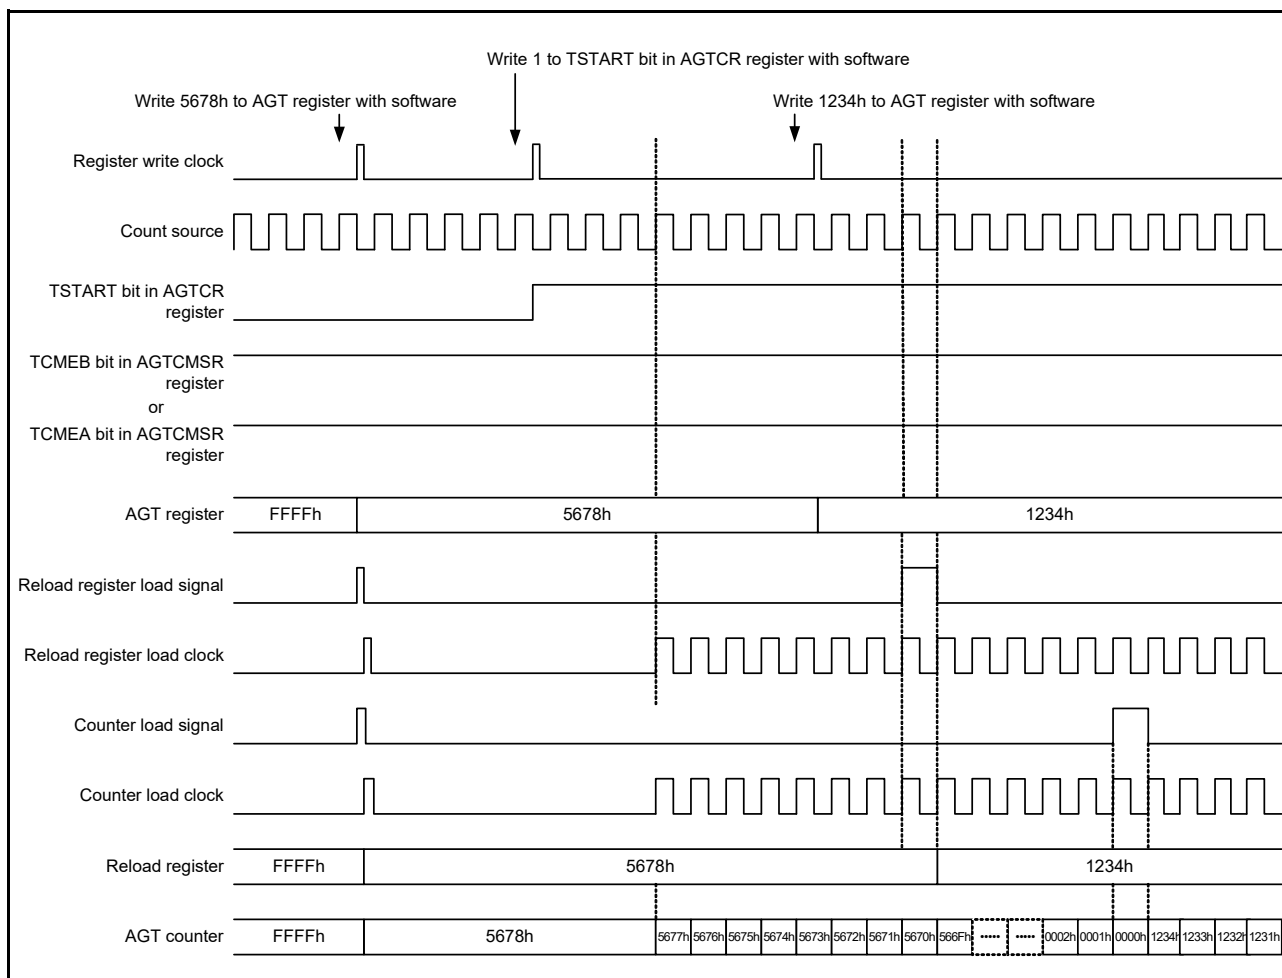 Write 1 to TSTART bit in AGTCR register with software
Write 5678h to AGT register with software
Write 1234h to AGT register with software
Register write clock
Count source
TSTART bit in AGTCR
register
TCMEB bit in AGTCMSR
register
or
TCMEA bit in AGTCMSR
register
AGT register FFFFh 5678h 1234h
Reload register load signal
Reload register load clock
Counter load signal
Counter load clock
Reload register FFFFh 5678h 1234h
AGT counter FFFFh 5678h 5677h 5676h 5675h 5674h 5673h 5672h 5671h 5670h 566Fh ..... ..... 0002h 0001h 0000h 1234h 1233h 1232h 1231h